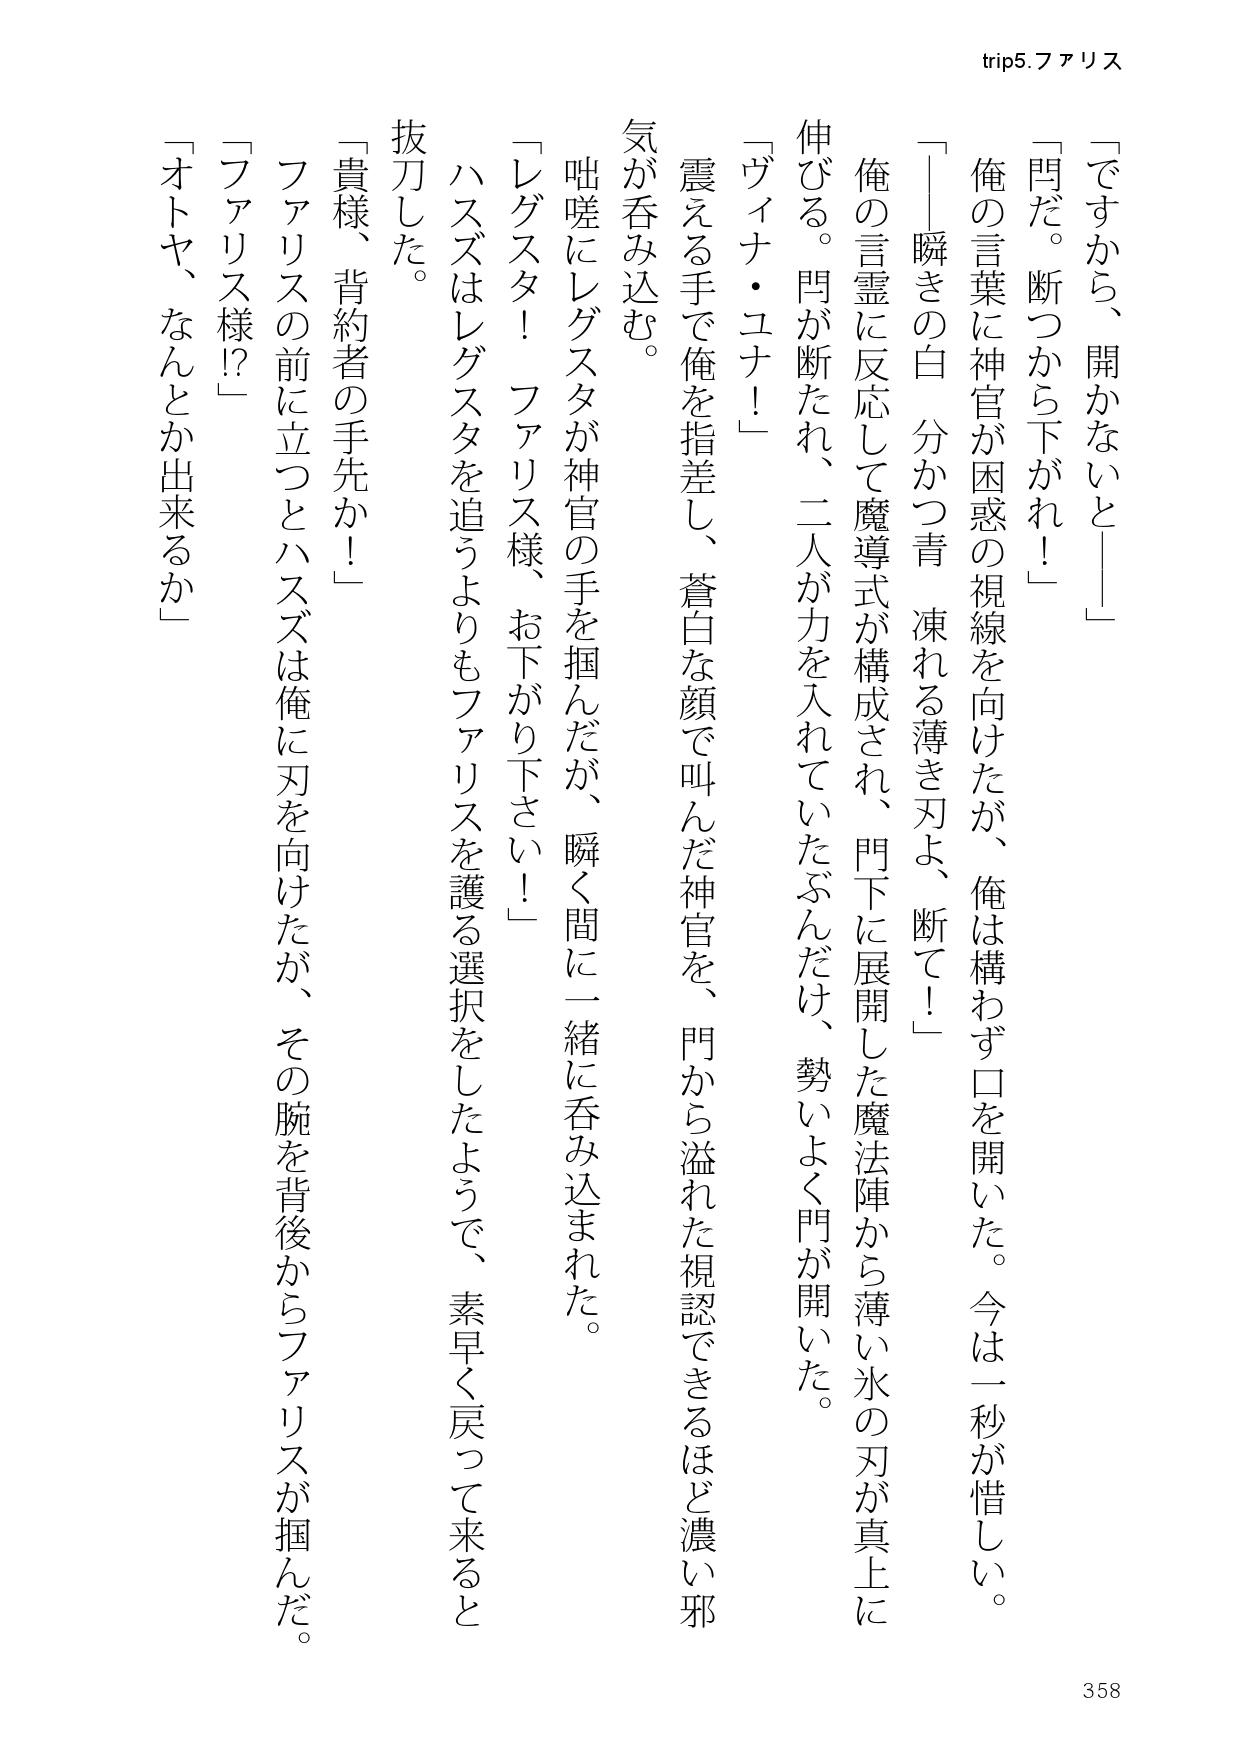 trip5.ファリス
「ですから、開かないと――」
「閂だ。断つから下がれ！」
　俺の言葉に神官が困惑の視線を向けたが、俺は構わず口を開いた。今は一秒が惜しい。
「――瞬きの白　分かつ青　凍れる薄き刃よ、断て！」
　俺の言霊に反応して魔導式が構成され、門下に展開した魔法陣から薄い氷の刃が真上に
伸びる。閂が断たれ、二人が力を入れていたぶんだけ、勢いよく門が開いた。
「ヴィナ・ユナ！」
　震える手で俺を指差し、蒼白な顔で叫んだ神官を、門から溢れた視認できるほど濃い邪
気が呑み込む。
　咄嗟にレグスタが神官の手を掴んだが、瞬く間に一緒に呑み込まれた。
「レグスタ！　ファリス様、お下がり下さい！」
　ハスズはレグスタを追うよりもファリスを護る選択をしたようで、素早く戻って来ると
抜刀した。
「貴様、背約者の手先か！」
　ファリスの前に立つとハスズは俺に刃を向けたが、その腕を背後からファリスが掴んだ。
「ファリス様!?」
「オトヤ、なんとか出来るか」
358